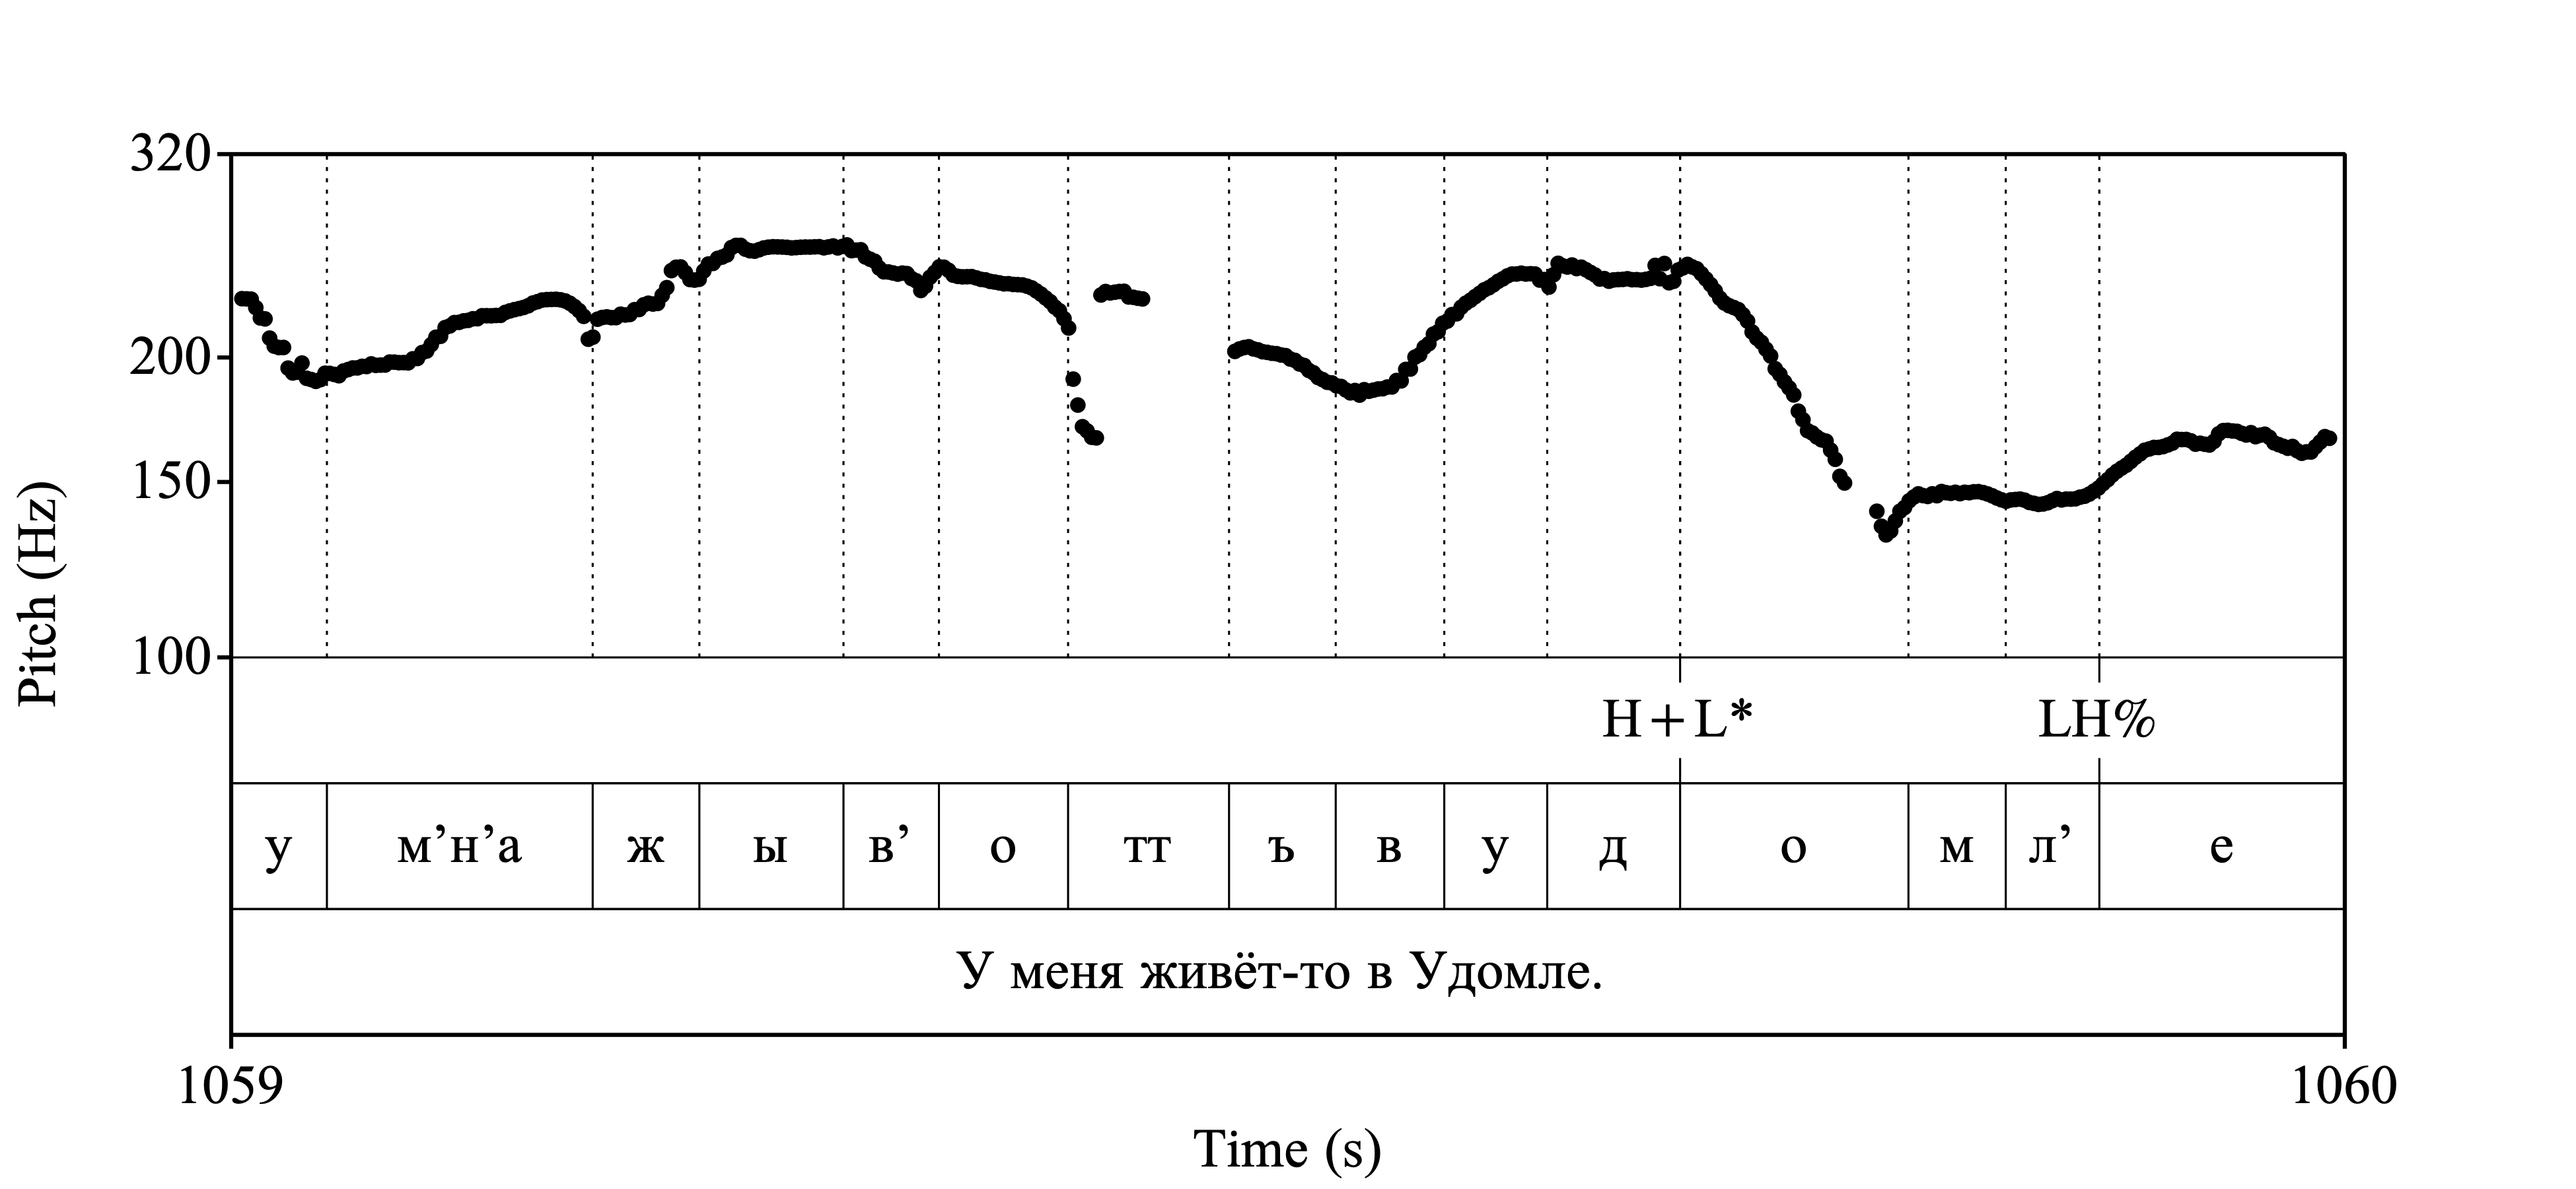 320
200
150
100
Pitch (Hz)
H+L* LH%
у м’н’а ж ы в’ о тт ъ в у д о м л’ е
У меня живёт-то в Удомле.
1059 1060
Time (s)